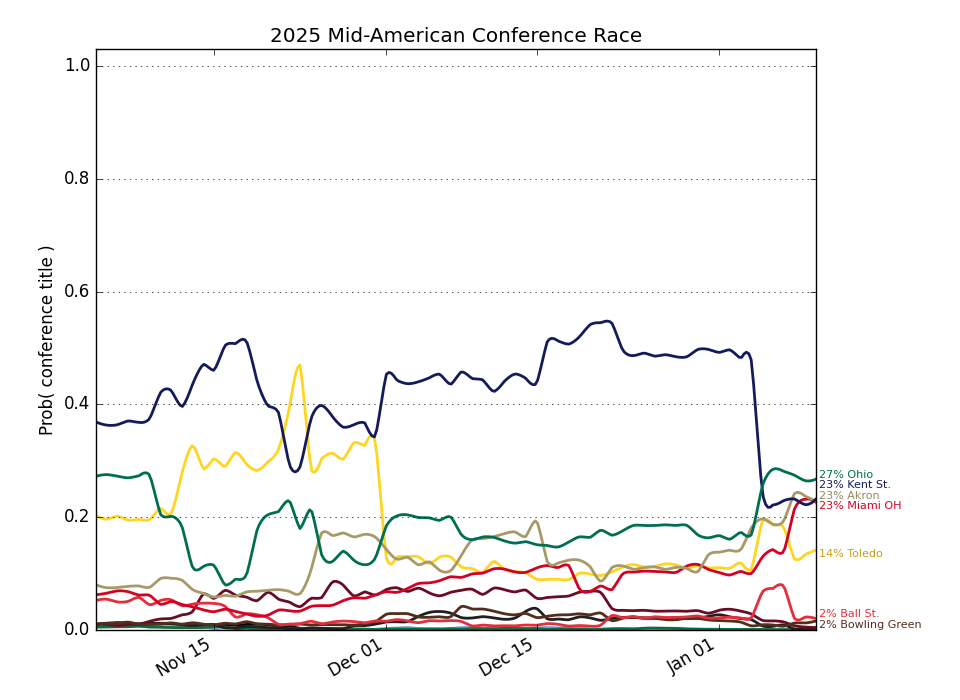 2025 Mid-American Conference Race
Prob( conference title )
1.0
0.8
0.6
0.4
0.2
0.0
27% Ohio
23% Kent St.
23% Akron
23% Miami OH
14% Toledo
2% Ball St.
2% Bowling Green
Nov 15
Dec 01
Dec 15
Jan 01